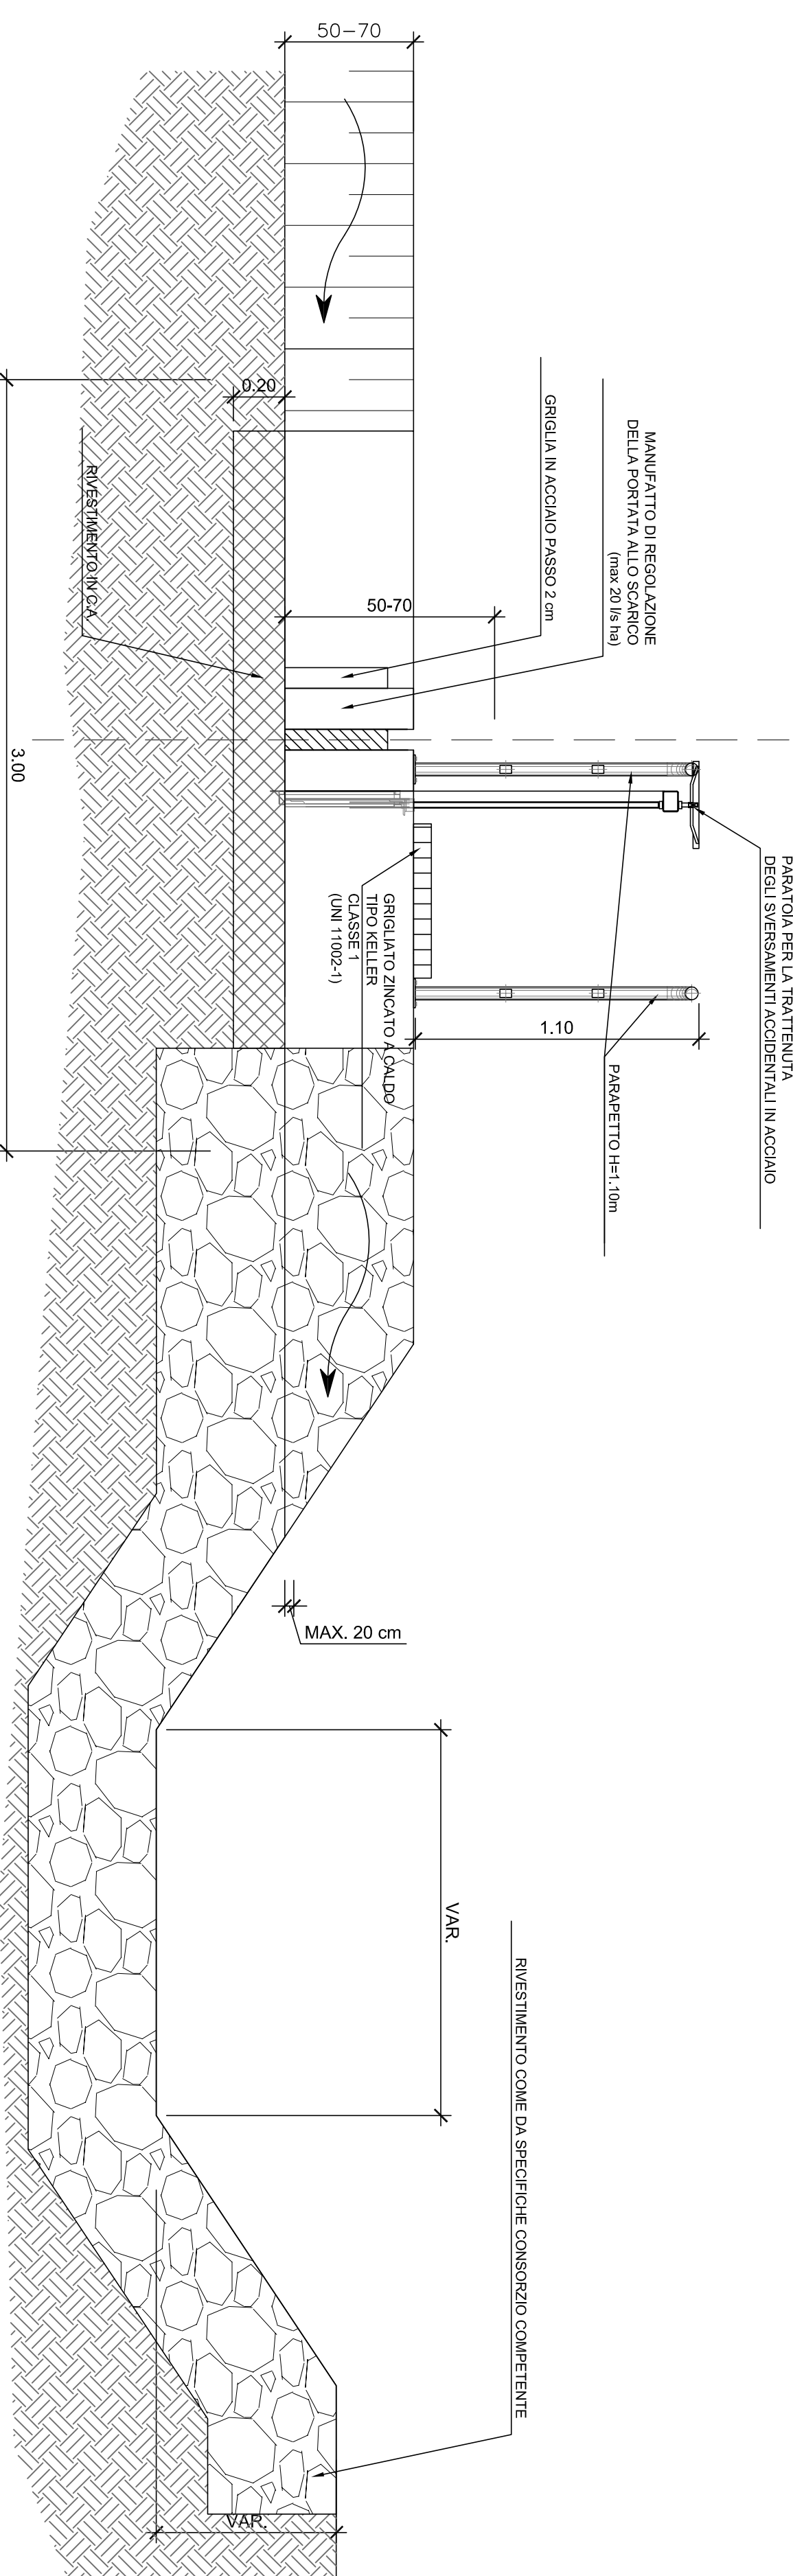 50-70
0.20
RIVESTIMENTO IN C.A.
3.00
GRIGLIA IN ACCIAIO PASSO 2 cm
MANUFATTO DI REGOLAZIONE
DELLA PORTATA ALLO SCARICO
(max 20 l/s ha)
50-70
PARATOIA PER LA TRATTENUTA
DEGLI SVERSAMENTI ACCIDENTALI IN ACCIAIO
GRIGLIATO ZINCATO A CALDO
TIPO KELLER
CLASSE 1
(UNI 11002-1)
1.10
PARAPETTO H=1.10m
MAX. 20 cm
VAR.
RIVESTIMENTO COME DA SPECIFICHE CONSORZIO COMPETENTE
VAR.